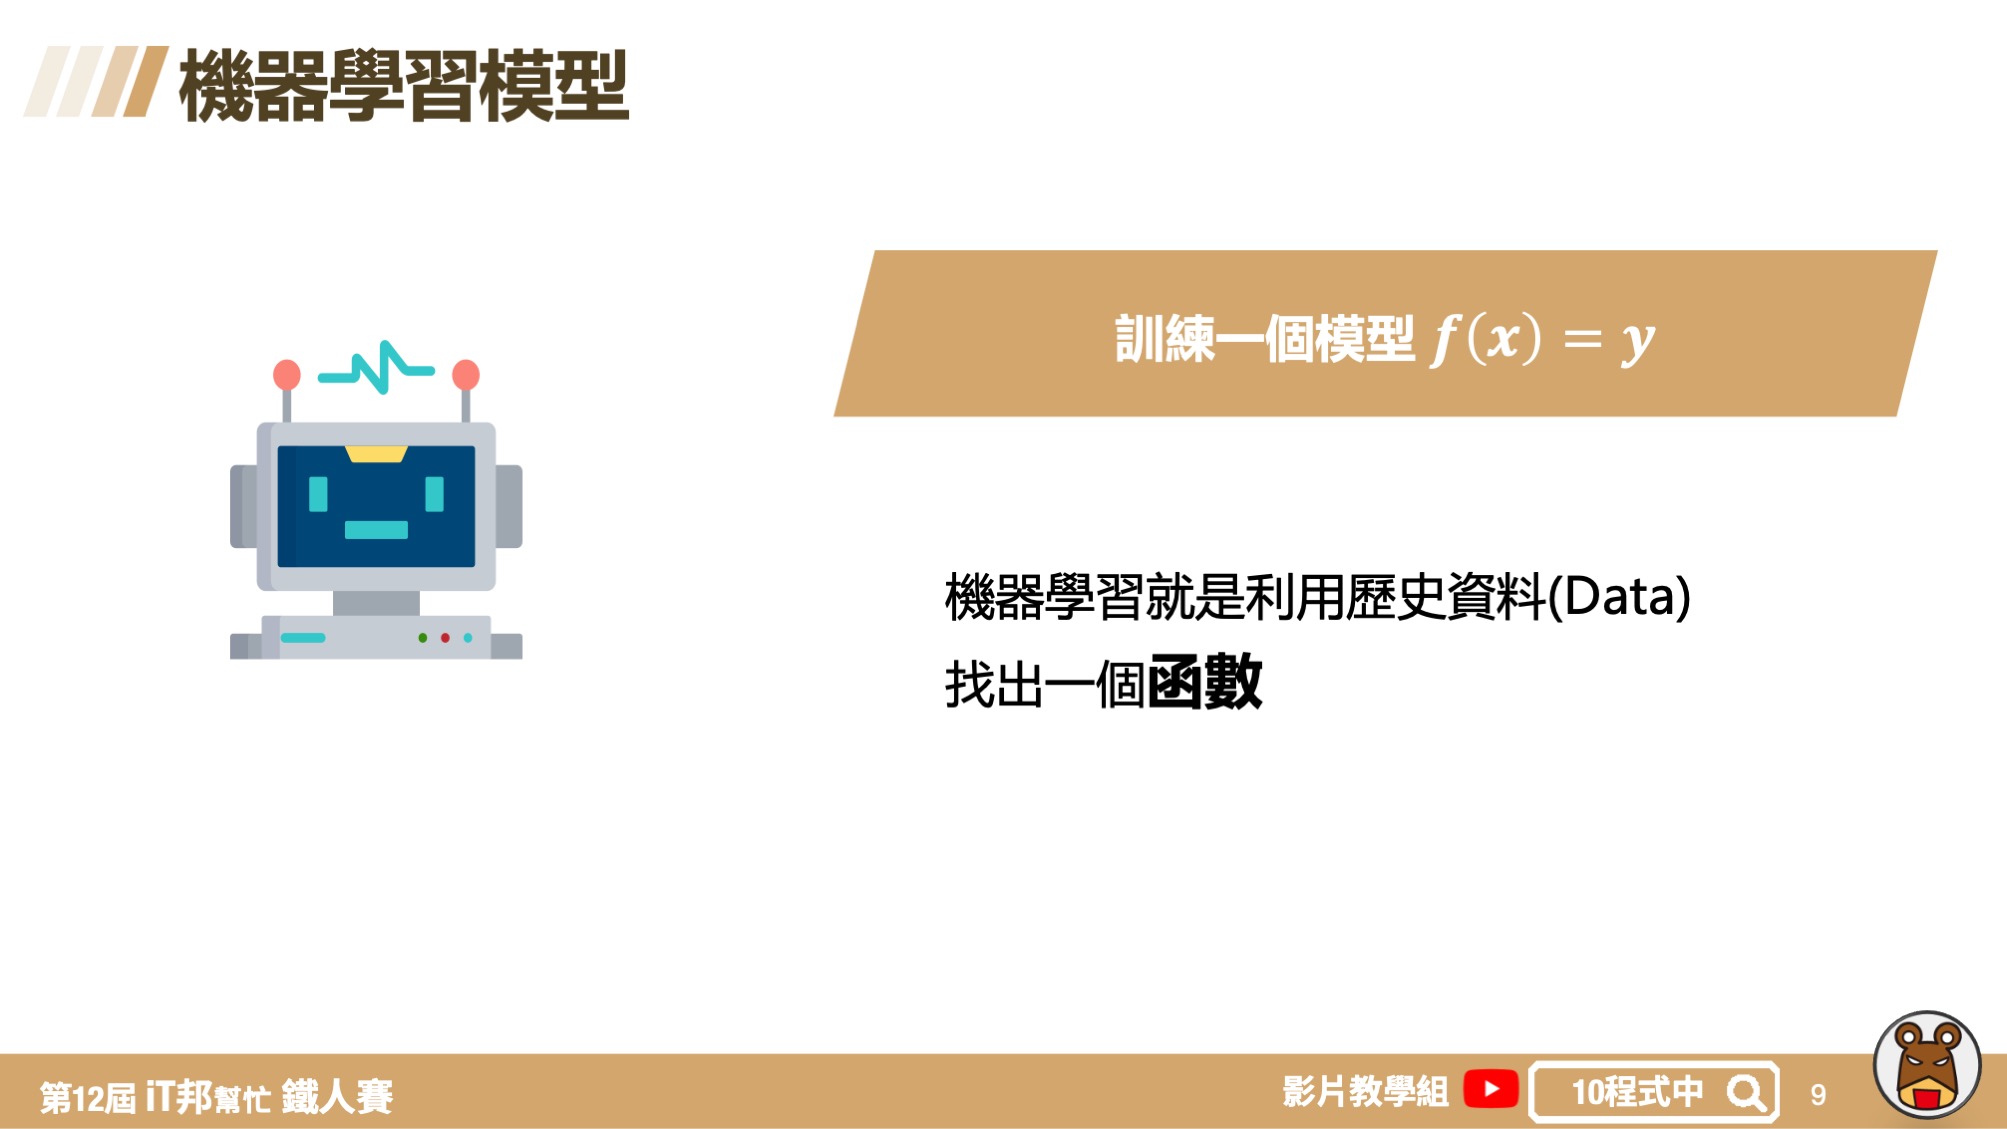 機器學習模型
訓練一個模型 f(x) = y
機器學習就是利用歷史資料(Data)
找出一個函數
第12屆 iT邦幫忙 鐵人賽
影片教學組 10程式中 9